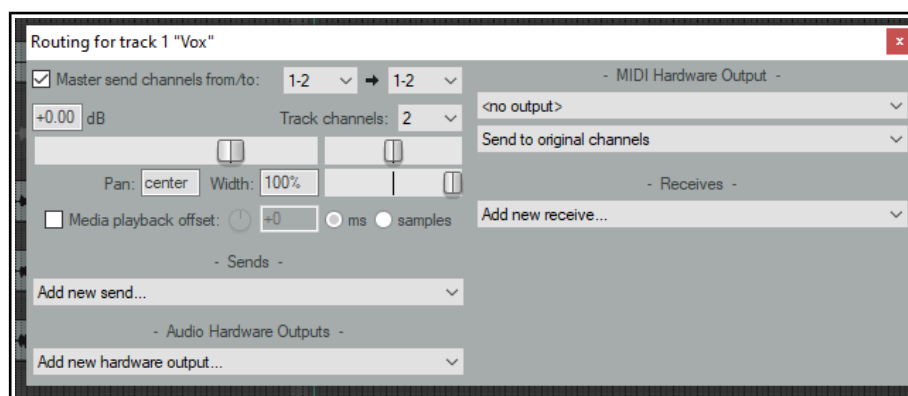 Routing for track 1 "Vox"
x
Master send channels from/to: 1-2 1-2
+0.00 dB Track channels: 2
Pan: center Width: 100%
Media playback offset: +0 ms samples
- Sends -
Add new send...
- Audio Hardware Outputs -
Add new hardware output...
- MIDI Hardware Output -
<no output>
Send to original channels
- Receives -
Add new receive...